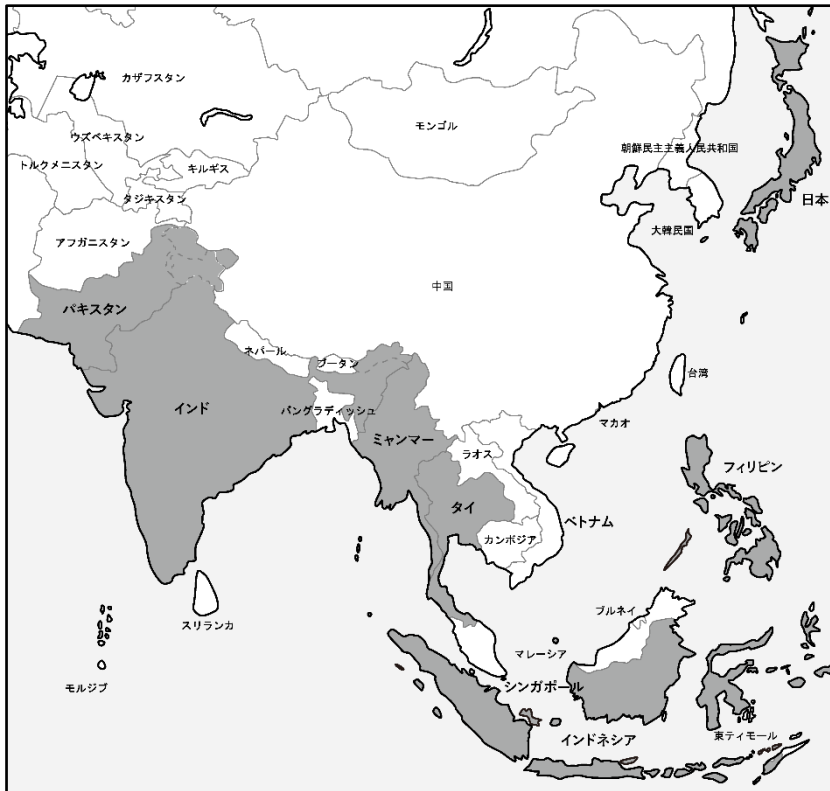 カザフスタン
モンゴル
ウズベキスタン
朝鮮民主主義人民共和国
トルクメニスタン
キルギス
タジキスタン
日本
大韓民国
アフガニスタン
中国
パキスタン
ネパール
ブータン
台湾
インド
バングラディッシュ
マカオ
ミャンマー
ラオス
フィリピン
タイ
ベトナム
カンボジア
ブルネイ
スリランカ
マレーシア
モルジブ
シンガポール
インドネシア
東ティモール